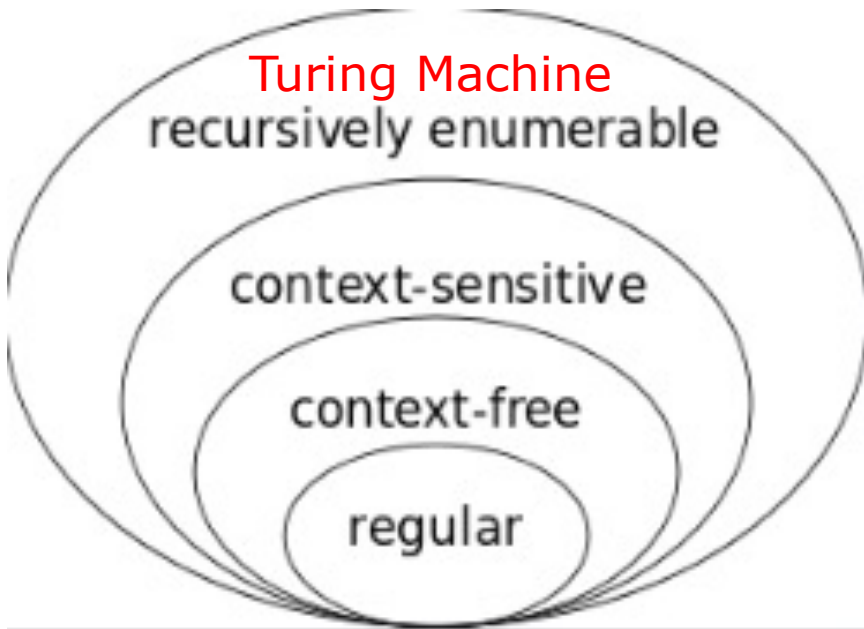 Turing Machine
recursively enumerable
context-sensitive
context-free
regular